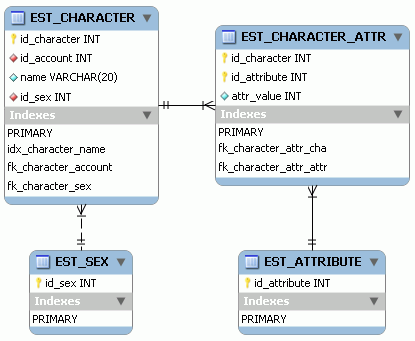 EST_CHARACTER
id_character INT
id_account INT
name VARCHAR(20)
id_sex INT
Indexes
PRIMARY
idx_character_name
fk_character_account
fk_character_sex
EST_CHARACTER_ATTR
id_character INT
id_attribute INT
attr_value INT
Indexes
PRIMARY
fk_character_attr_cha
fk_character_attr_attr
EST_SEX
id_sex INT
Indexes
PRIMARY
EST_ATTRIBUTE
id_attribute INT
Indexes
PRIMARY